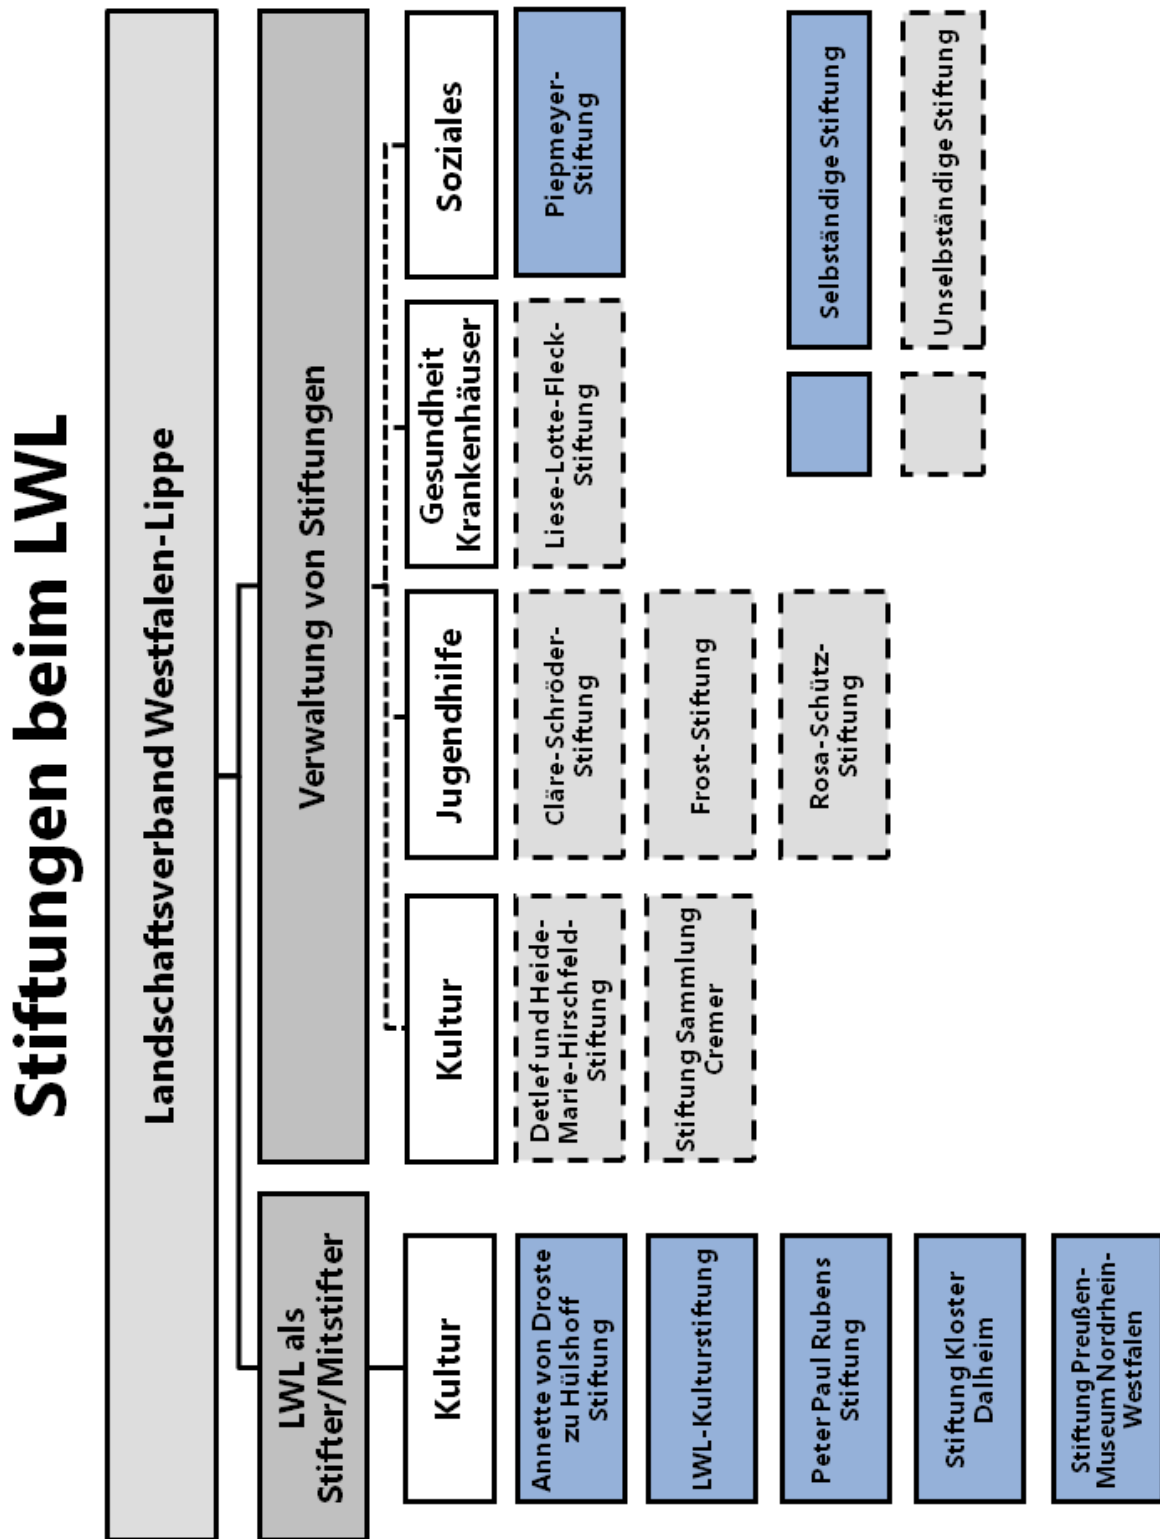 Stiftungen beim LWL
Landschaftsverband Westfalen-Lippe
LWL als
Stifter/Mitstifter
Verwaltung von Stiftungen
Kultur
Kultur
Jugendhilfe
Gesundheit
Krankenhäuser
Soziales
Annette von Droste
zu Hülshoff
Stiftung
LWL-Kulturstiftung
Peter Paul Rubens
Stiftung
Stiftung Kloster
Dalheim
Stiftung Preußen-
Museum Nordrhein-
Westfalen
Detlef und Heide-
Marie-Hirschfeld-
Stiftung
Stiftung Sammlung
Cremer
Cläre-Schröder-
Stiftung
Frost-Stiftung
Rosa-Schütz-
Stiftung
Liese-Lotte-Fleck-
Stiftung
Piepmeyer-
Stiftung
Selbständige Stiftung
Unselbständige Stiftung